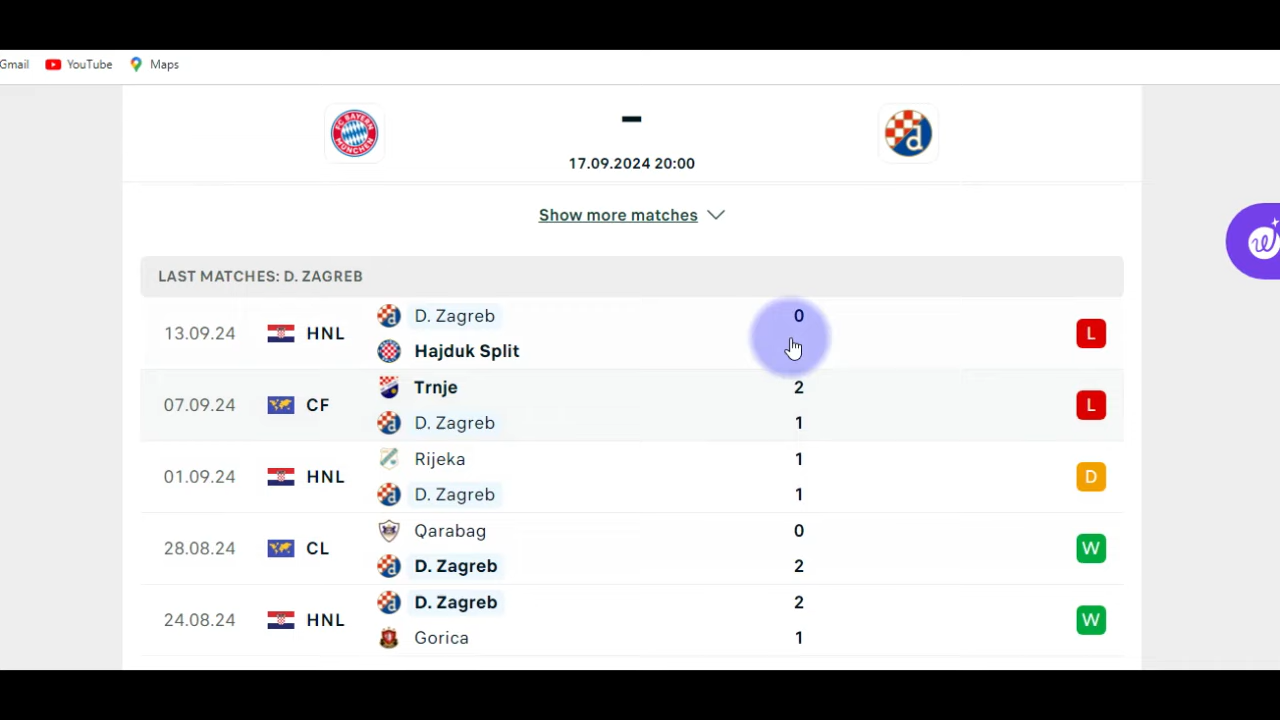 Gmail YouTube Maps
–
17.09.2024 20:00
Show more matches
LAST MATCHES: D. ZAGREB
13.09.24 HNL D. Zagreb 0 L
Hajduk Split
07.09.24 CF Trnje 2 L
D. Zagreb 1
01.09.24 HNL Rijeka 1 D
D. Zagreb 1
28.08.24 CL Qarabag 0 W
D. Zagreb 2
24.08.24 HNL D. Zagreb 2 W
Gorica 1